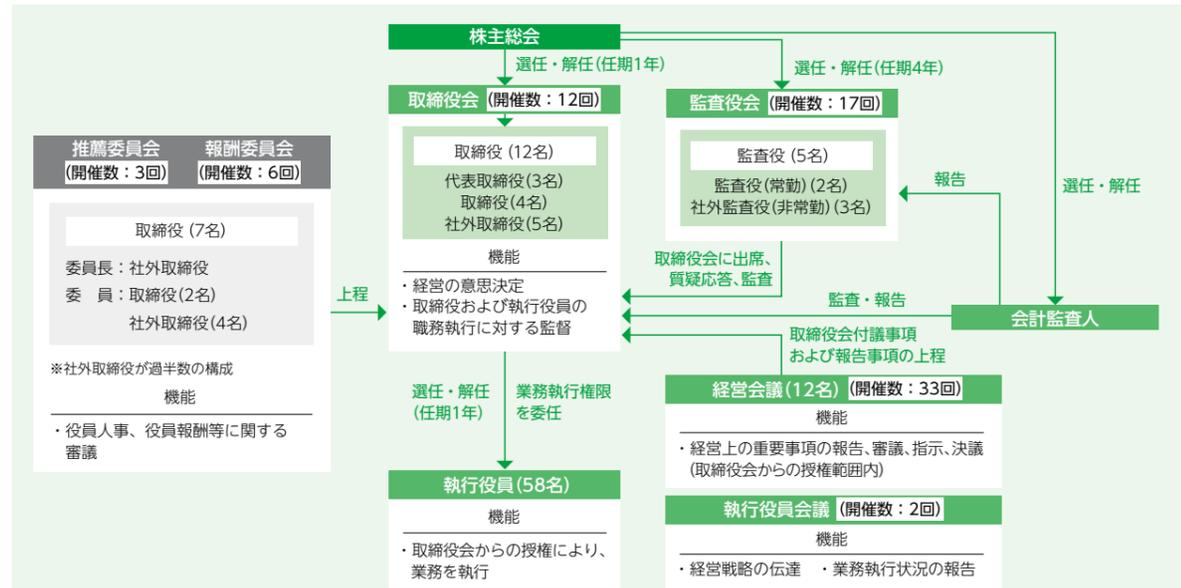 株主総会
選任・解任(任期1年)
選任・解任(任期4年)
選任・解任
取締役会 (開催数：12回)
取締役 (12名)
代表取締役(3名)
取締役(4名)
社外取締役(5名)
機能
・経営の意思決定
・取締役および執行役員の
職務執行に対する監督
監査役会 (開催数：17回)
監査役 (5名)
監査役(常勤)(2名)
社外監査役(非常勤)(3名)
報告
取締役会に出席、
質疑応答、監査
監査・報告
会計監査人
推薦委員会 報酬委員会
(開催数：3回) (開催数：6回)
取締役 (7名)
委員長：社外取締役
委　員：取締役(2名)
社外取締役(4名)
※社外取締役が過半数の構成
機能
・役員人事、役員報酬等に関する
審議
上程
取締役会付議事項
および報告事項の上程
経営会議(12名) (開催数：33回)
機能
・経営上の重要事項の報告、審議、指示、決議
(取締役会からの授権範囲内)
選任・解任
(任期1年)
業務執行権限
を委任
執行役員(58名)
機能
・取締役会からの授権により、
業務を執行
執行役員会議 (開催数：2回)
機能
・経営戦略の伝達 ・業務執行状況の報告